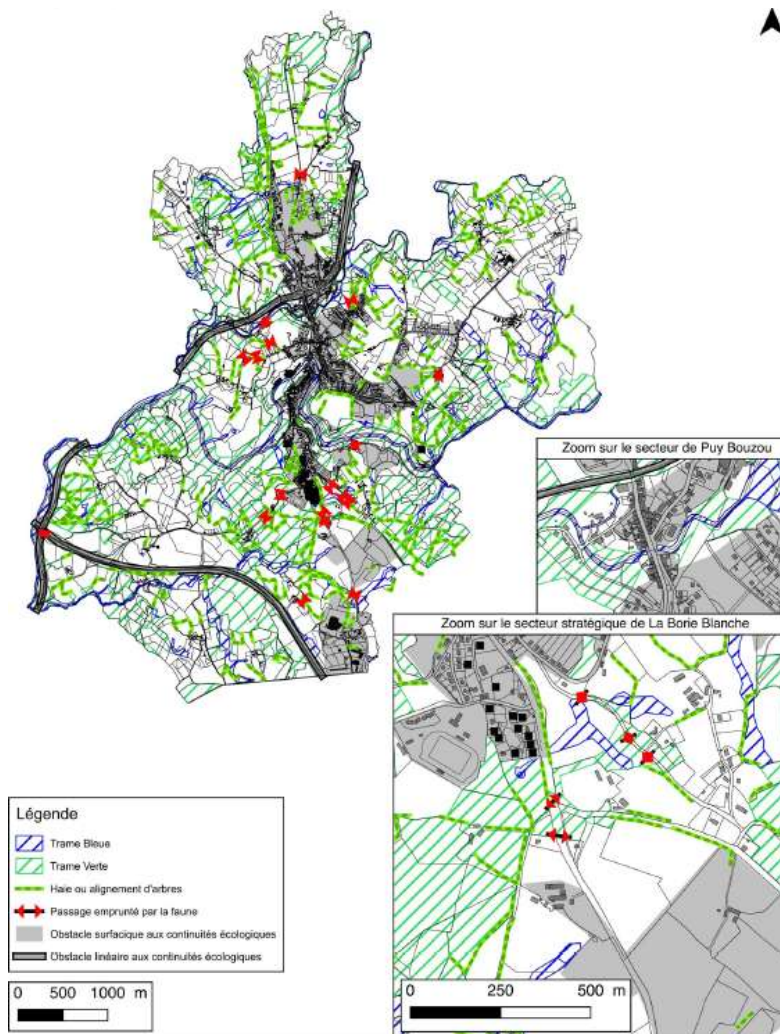 Zoom sur le secteur de Puy Bouzou
Zoom sur le secteur stratégique de La Borie Blanche
Légende
Trame Bleue
Trame Verte
Haie ou alignement d'arbres
Passage emprunté par la faune
Obstacle surfacique aux continuités écologiques
Obstacle linéaire aux continuités écologiques
0 500 1000 m
0 250 500 m